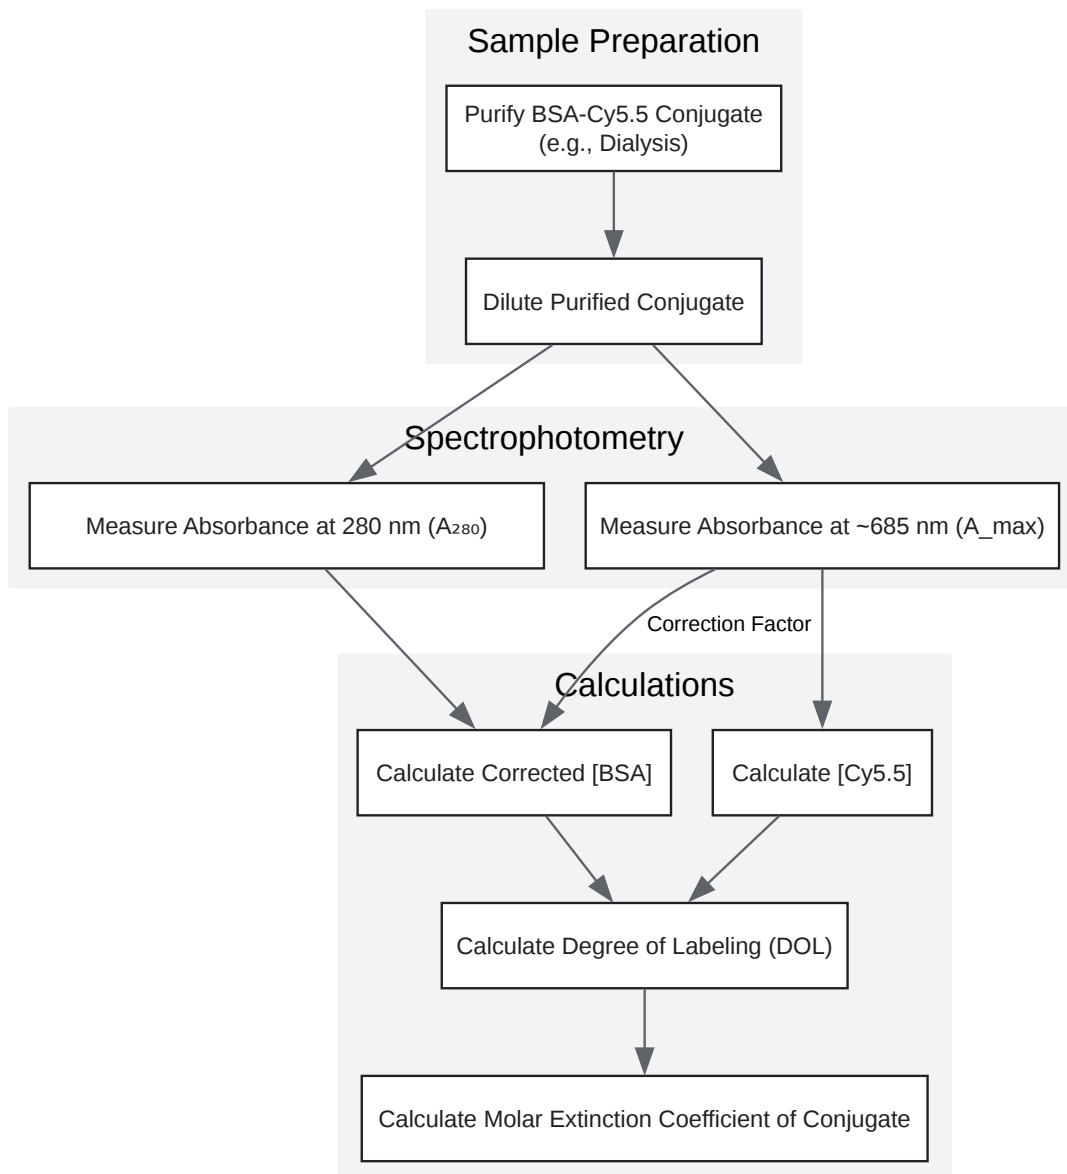 Sample Preparation
Purify BSA-Cy5.5 Conjugate
(e.g., Dialysis)
Dilute Purified Conjugate
Spectrophotometry
Measure Absorbance at 280 nm (A₂₈₀)
Measure Absorbance at ~685 nm (A_max)
Correction Factor
Calculations
Calculate Corrected [BSA]
Calculate [Cy5.5]
Calculate Degree of Labeling (DOL)
Calculate Molar Extinction Coefficient of Conjugate